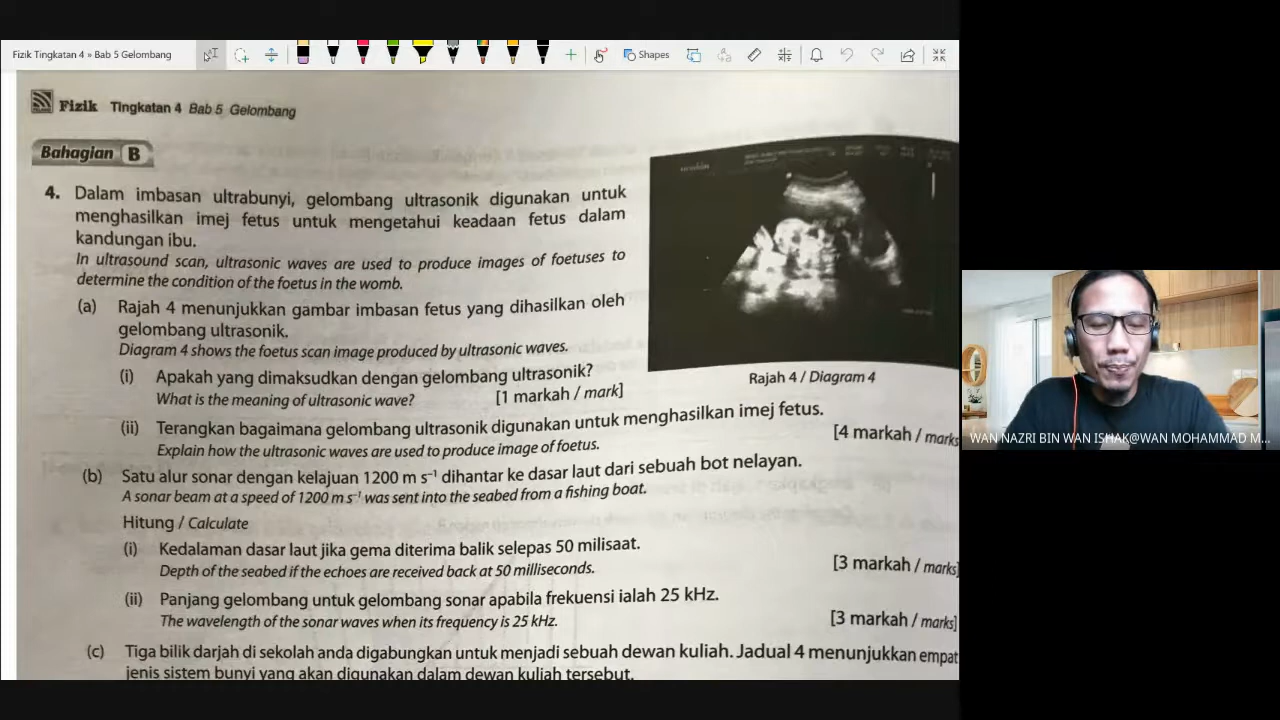 Fizik Tingkatan 4 » Bab 5 Gelombang
Shapes
Fizik Tingkatan 4 Bab 5 Gelombang
Bahagian B
4. Dalam imbasan ultrabunyi, gelombang ultrasonik digunakan untuk
menghasilkan imej fetus untuk mengetahui keadaan fetus dalam
kandungan ibu.
In ultrasound scan, ultrasonic waves are used to produce images of foetuses to
determine the condition of the foetus in the womb.
(a) Rajah 4 menunjukkan gambar imbasan fetus yang dihasilkan oleh
gelombang ultrasonik.
Diagram 4 shows the foetus scan image produced by ultrasonic waves.
(i) Apakah yang dimaksudkan dengan gelombang ultrasonik?
What is the meaning of ultrasonic wave? [1 markah / mark]
Rajah 4 / Diagram 4
(ii) Terangkan bagaimana gelombang ultrasonik digunakan untuk menghasilkan imej fetus.
Explain how the ultrasonic waves are used to produce image of foetus. [4 markah / marks
(b) Satu alur sonar dengan kelajuan 1200 m s⁻¹ dihantar ke dasar laut dari sebuah bot nelayan.
A sonar beam at a speed of 1200 m s⁻¹ was sent into the seabed from a fishing boat.
Hitung / Calculate
(i) Kedalaman dasar laut jika gema diterima balik selepas 50 milisaat.
Depth of the seabed if the echoes are received back at 50 milliseconds. [3 markah / marks]
(ii) Panjang gelombang untuk gelombang sonar apabila frekuensi ialah 25 kHz.
The wavelength of the sonar waves when its frequency is 25 kHz. [3 markah / marks]
(c) Tiga bilik darjah di sekolah anda digabungkan untuk menjadi sebuah dewan kuliah. Jadual 4 menunjukkan empat
jenis sistem bunyi yang akan digunakan dalam dewan kuliah tersebut.
WAN NAZRI BIN WAN ISHAK@WAN MOHAMMAD M...